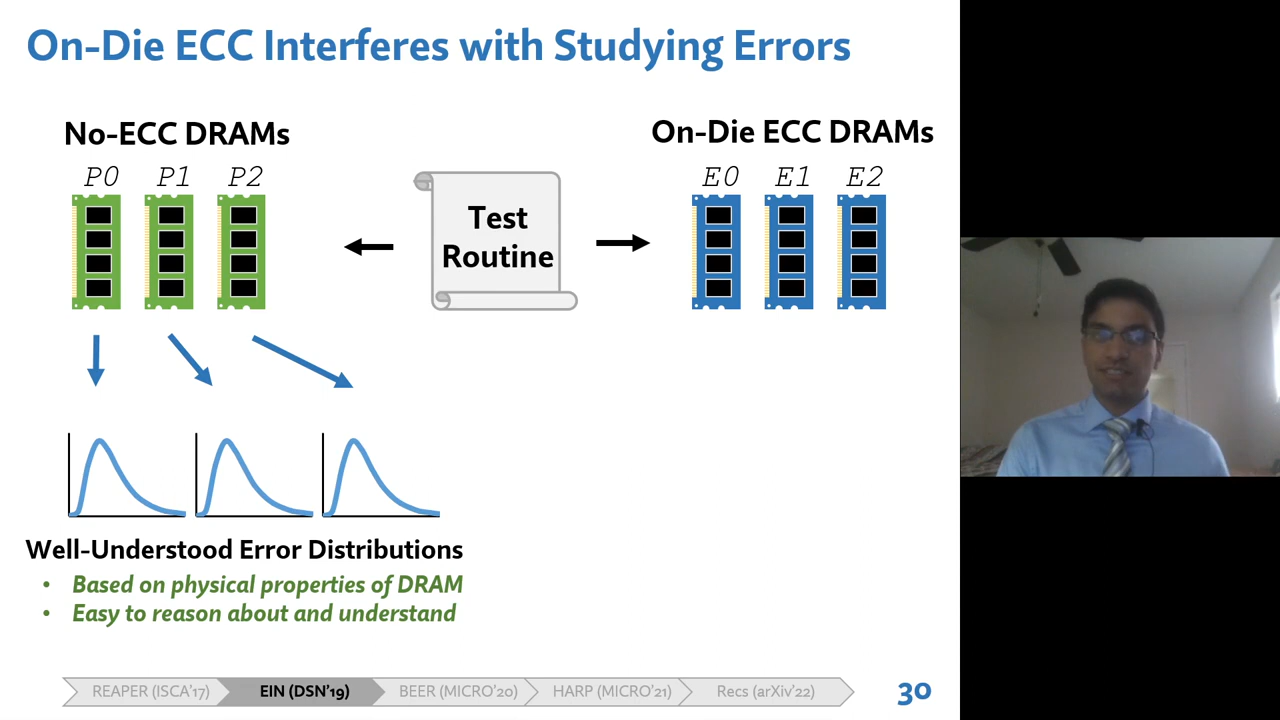 On-Die ECC Interferes with Studying Errors
No-ECC DRAMs
On-Die ECC DRAMs
P0 P1 P2
E0 E1 E2
Test
Routine
Well-Understood Error Distributions
• Based on physical properties of DRAM
• Easy to reason about and understand
REAPER (ISCA'17)
EIN (DSN'19)
BEER (MICRO'20)
HARP (MICRO'21)
Recs (arXiv'22)
30